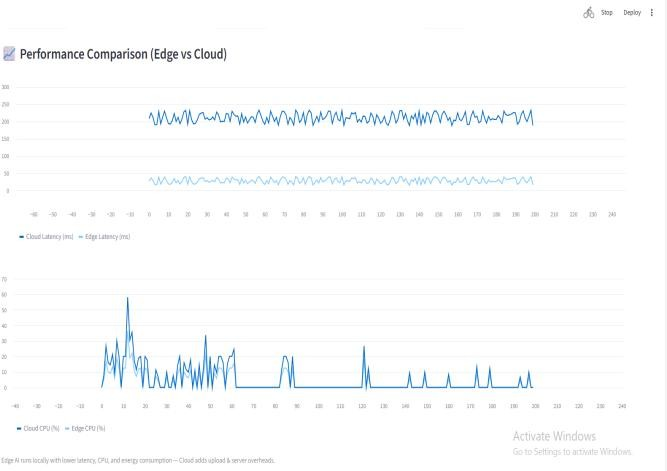 Stop Deploy
Performance Comparison (Edge vs Cloud)
300
250
200
150
100
50
0
−60 −50 −40 −30 −20 −10 0 10 20 30 40 50 60 70 80 90 100 110 120 130 140 150 160 170 180 190 200 210 220 230 240
Cloud Latency (ms) Edge Latency (ms)
70
60
50
40
30
20
10
0
−40 −30 −20 −10 0 10 20 30 40 50 60 70 80 90 100 110 120 130 140 150 160 170 180 190 200 210 220 230 240
Cloud CPU (%) Edge CPU (%)
Activate Windows
Go to Settings to activate Windows.
Edge AI runs locally with lower latency, CPU, and energy consumption — Cloud adds upload & server overheads.